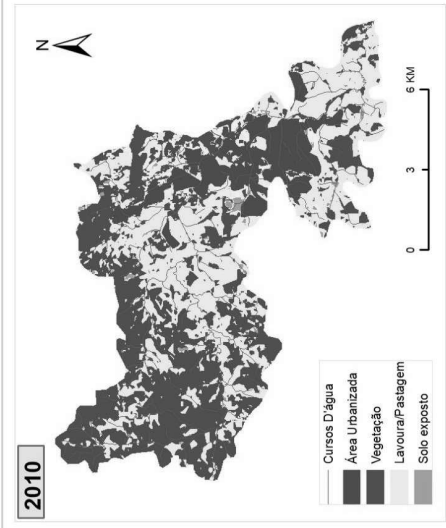 2010
N
Cursos D'água
Área Urbanizada
Vegetação
Lavoura/Pastagem
Solo exposto
0 3 6 KM